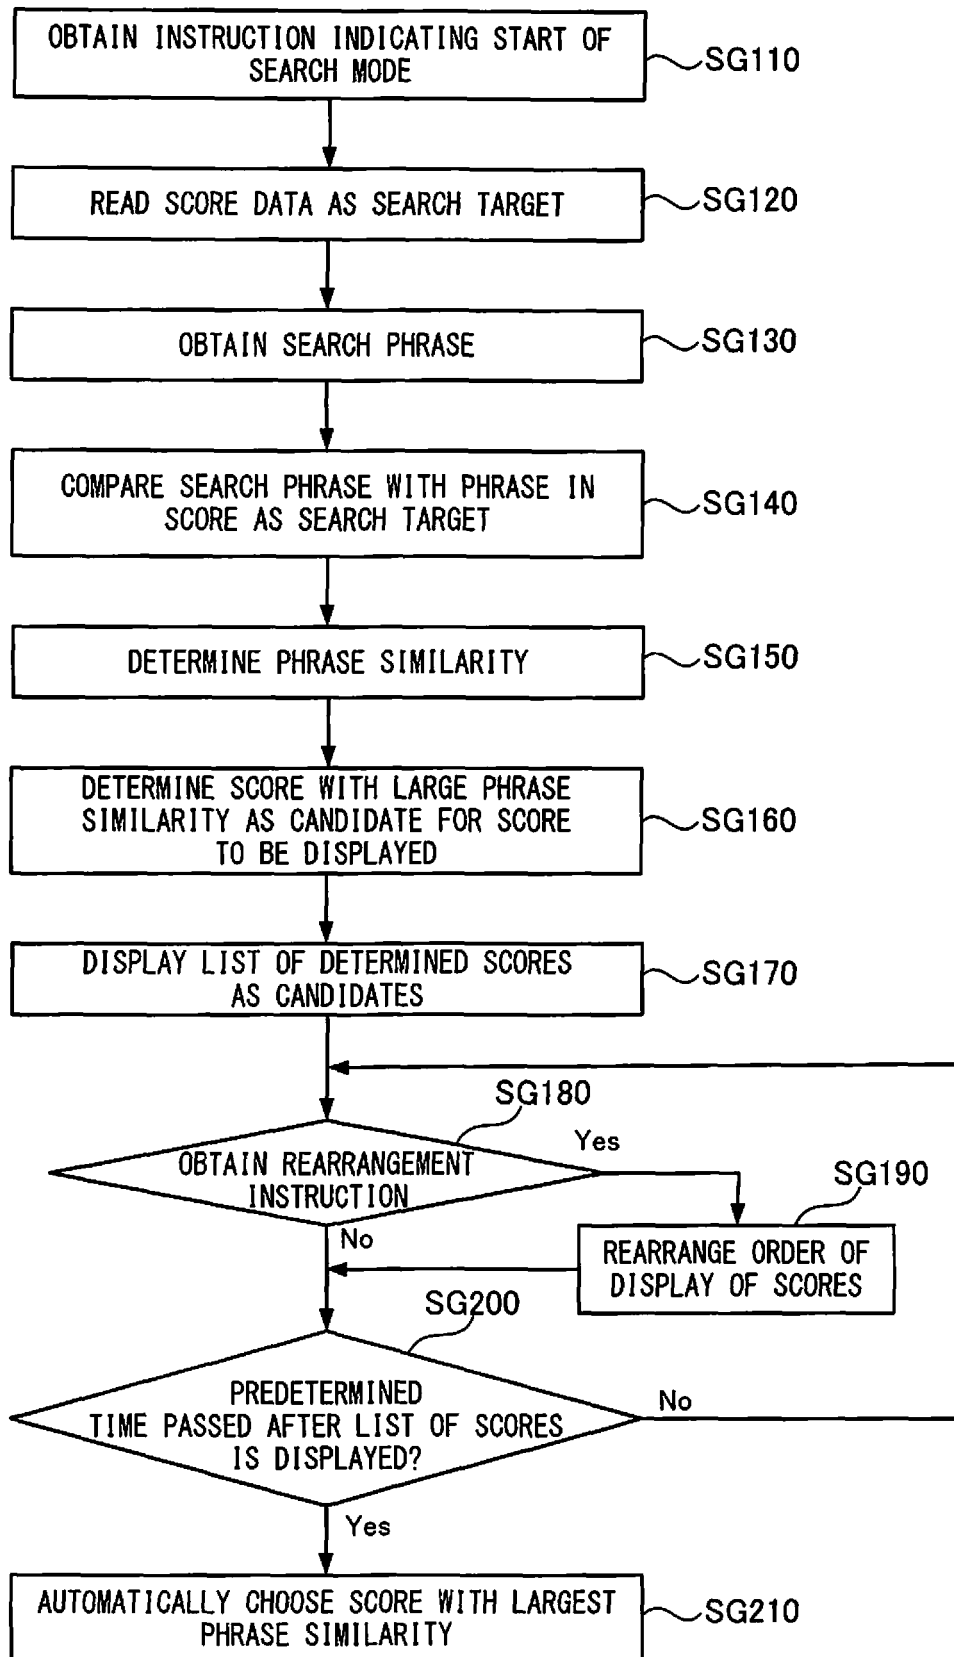 OBTAIN INSTRUCTION INDICATING START OF
SEARCH MODE
SG110
READ SCORE DATA AS SEARCH TARGET
SG120
OBTAIN SEARCH PHRASE
SG130
COMPARE SEARCH PHRASE WITH PHRASE IN
SCORE AS SEARCH TARGET
SG140
DETERMINE PHRASE SIMILARITY
SG150
DETERMINE SCORE WITH LARGE PHRASE
SIMILARITY AS CANDIDATE FOR SCORE
TO BE DISPLAYED
SG160
DISPLAY LIST OF DETERMINED SCORES
AS CANDIDATES
SG170
SG180
OBTAIN REARRANGEMENT
INSTRUCTION
Yes
No
SG190
REARRANGE ORDER OF
DISPLAY OF SCORES
SG200
PREDETERMINED
TIME PASSED AFTER LIST OF SCORES
IS DISPLAYED?
No
Yes
AUTOMATICALLY CHOOSE SCORE WITH LARGEST
PHRASE SIMILARITY
SG210